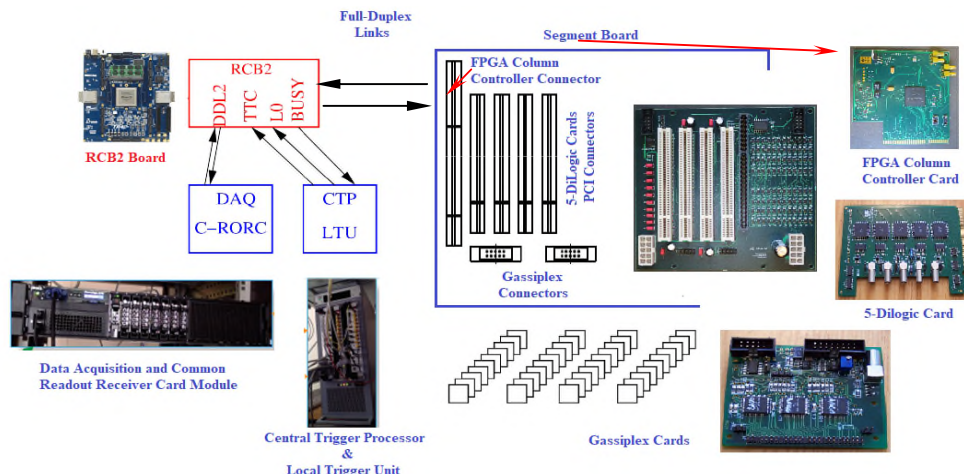 Full-Duplex
Links
Segment Board
FPGA Column
Controller Connector
RCB2
DDL2
TTC
L0
BUSY
RCB2 Board
DAQ
C-RORC
CTP
LTU
5-DiLogic Cards
PCI Connectors
Gassiplex
Connectors
FPGA Column
Controller Card
5-Dilogic Card
Data Acquisition and Common
Readout Receiver Card Module
Central Trigger Processor
&
Local Trigger Unit
Gassiplex Cards